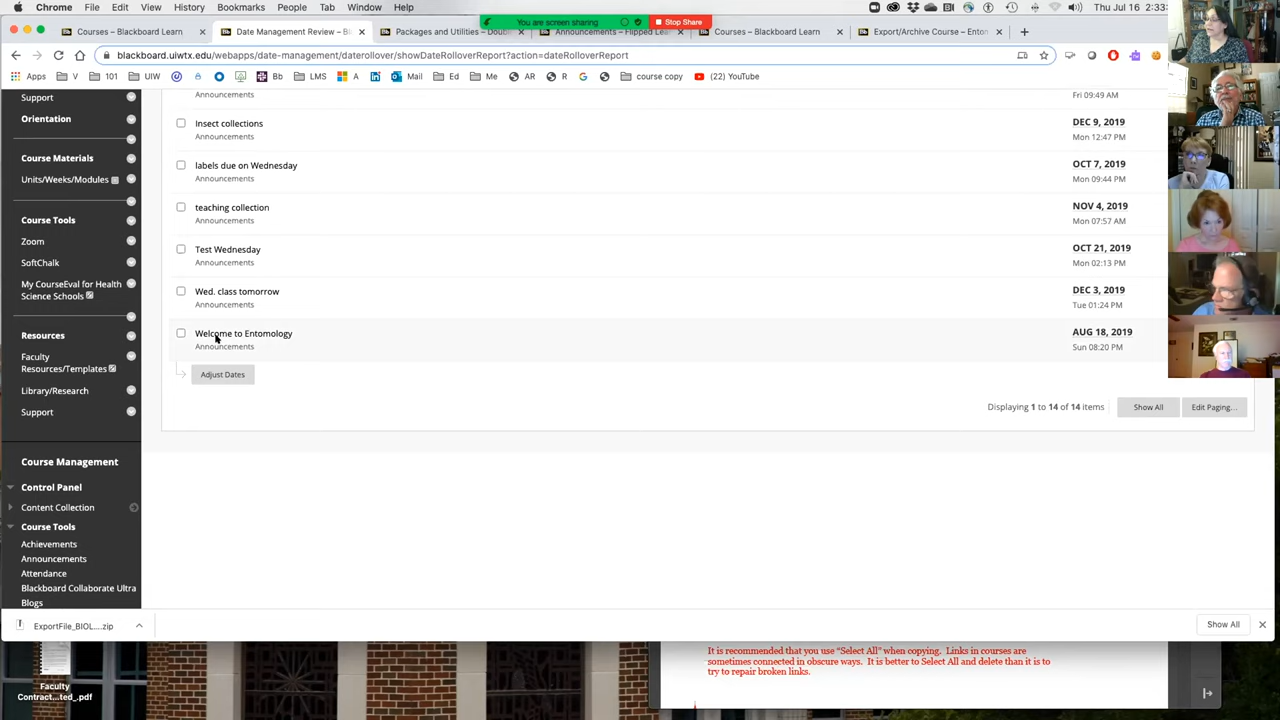 Chrome File Edit View History Bookmarks People Tab Window Help
You are screen sharing Stop Share
Thu Jul 16 2:33
Courses – Blackboard Learn
Date Management Review – Bl
Packages and Utilities – Doubl
Announcements – Flipped Lear
Courses – Blackboard Learn
Export/Archive Course – Ento
blackboard.uiwtx.edu/webapps/date-management/daterollover/showDateRolloverReport?action=dateRolloverReport
Apps V 101 UIW Bb LMS A Mail Ed Me AR R course copy (22) YouTube
Support
Orientation
Course Materials
Units/Weeks/Modules
Course Tools
Zoom
SoftChalk
My CourseEval for Health
Science Schools
Resources
Faculty
Resources/Templates
Library/Research
Support
Course Management
Control Panel
Content Collection
Course Tools
Achievements
Announcements
Attendance
Blackboard Collaborate Ultra
Blogs
Announcements Fri 09:49 AM
Insect collections DEC 9, 2019
Announcements Mon 12:47 PM
labels due on Wednesday OCT 7, 2019
Announcements Mon 09:44 PM
teaching collection NOV 4, 2019
Announcements Mon 07:57 AM
Test Wednesday OCT 21, 2019
Announcements Mon 02:13 PM
Wed. class tomorrow DEC 3, 2019
Announcements Tue 01:24 PM
Welcome to Entomology AUG 18, 2019
Announcements Sun 08:20 PM
Adjust Dates
Displaying 1 to 14 of 14 items Show All Edit Paging...
ExportFile_BIOL....zip
Show All
Faculty
Contract...ted_.pdf
It is recommended that you use "Select All" when copying. Links in courses are
sometimes connected in obscure ways. It is better to Select All and delete than it is to
try to repair broken links.